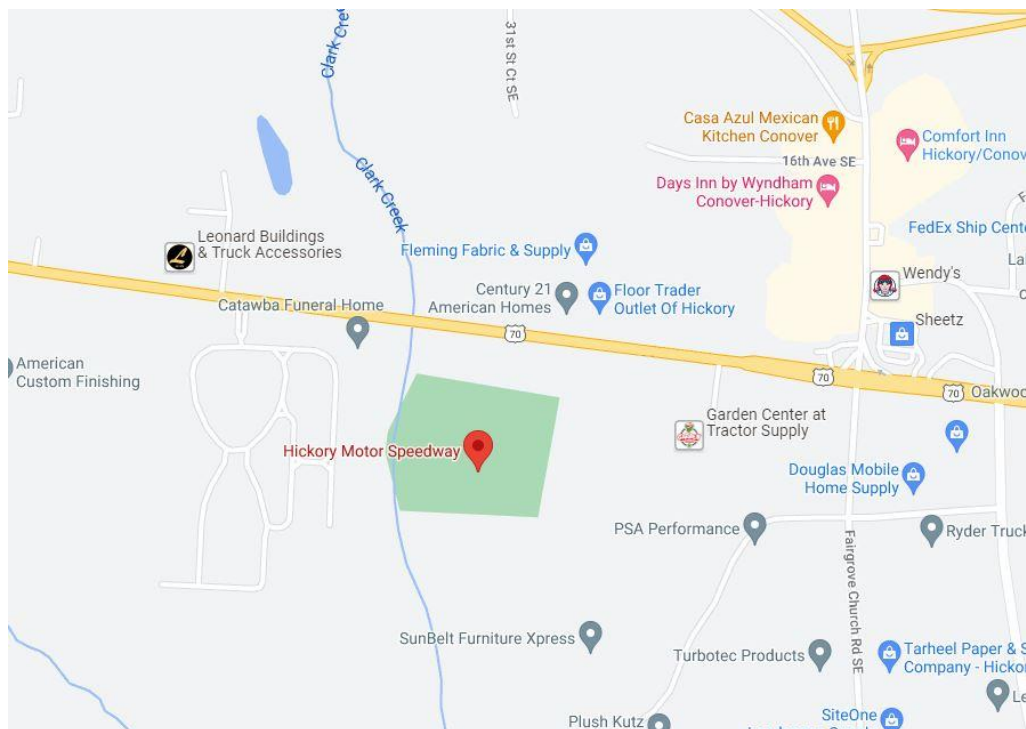 Clark Creek
31st St Ct SE
Casa Azul Mexican
Kitchen Conover
Comfort Inn
Hickory/Conov
16th Ave SE
Clark Creek
Days Inn by Wyndham
Conover-Hickory
FedEx Ship Cente
Leonard Buildings
& Truck Accessories
Fleming Fabric & Supply
Wendy's
Century 21
American Homes
Floor Trader
Outlet Of Hickory
Catawba Funeral Home
Sheetz
70
American
Custom Finishing
70
70
Oakwoo
Garden Center at
Tractor Supply
Hickory Motor Speedway
Douglas Mobile
Home Supply
PSA Performance
Ryder Truck
Fairgrove Church Rd SE
SunBelt Furniture Xpress
Turbotec Products
Tarheel Paper & S
Company - Hickor
Le
SiteOne
Plush Kutz